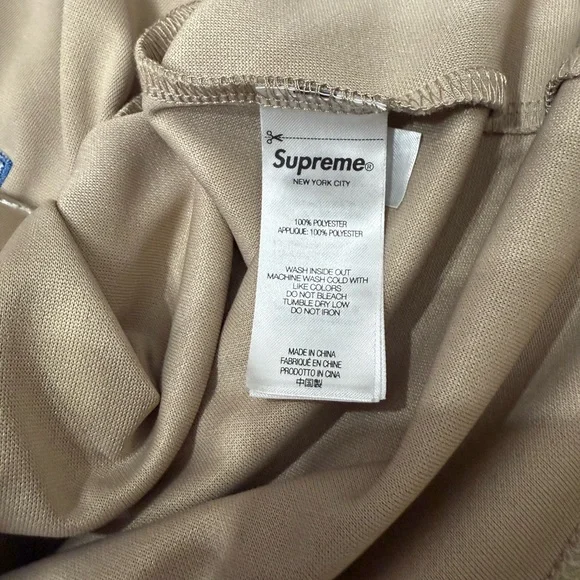 Supreme®
NEW YORK CITY
100% POLYESTER
APPLIQUE: 100% POLYESTER
WASH INSIDE OUT
MACHINE WASH COLD WITH
LIKE COLORS
DO NOT BLEACH
TUMBLE DRY LOW
DO NOT IRON
MADE IN CHINA
FABRIQUÉ EN CHINE
PRODOTTO IN CINA
中国製